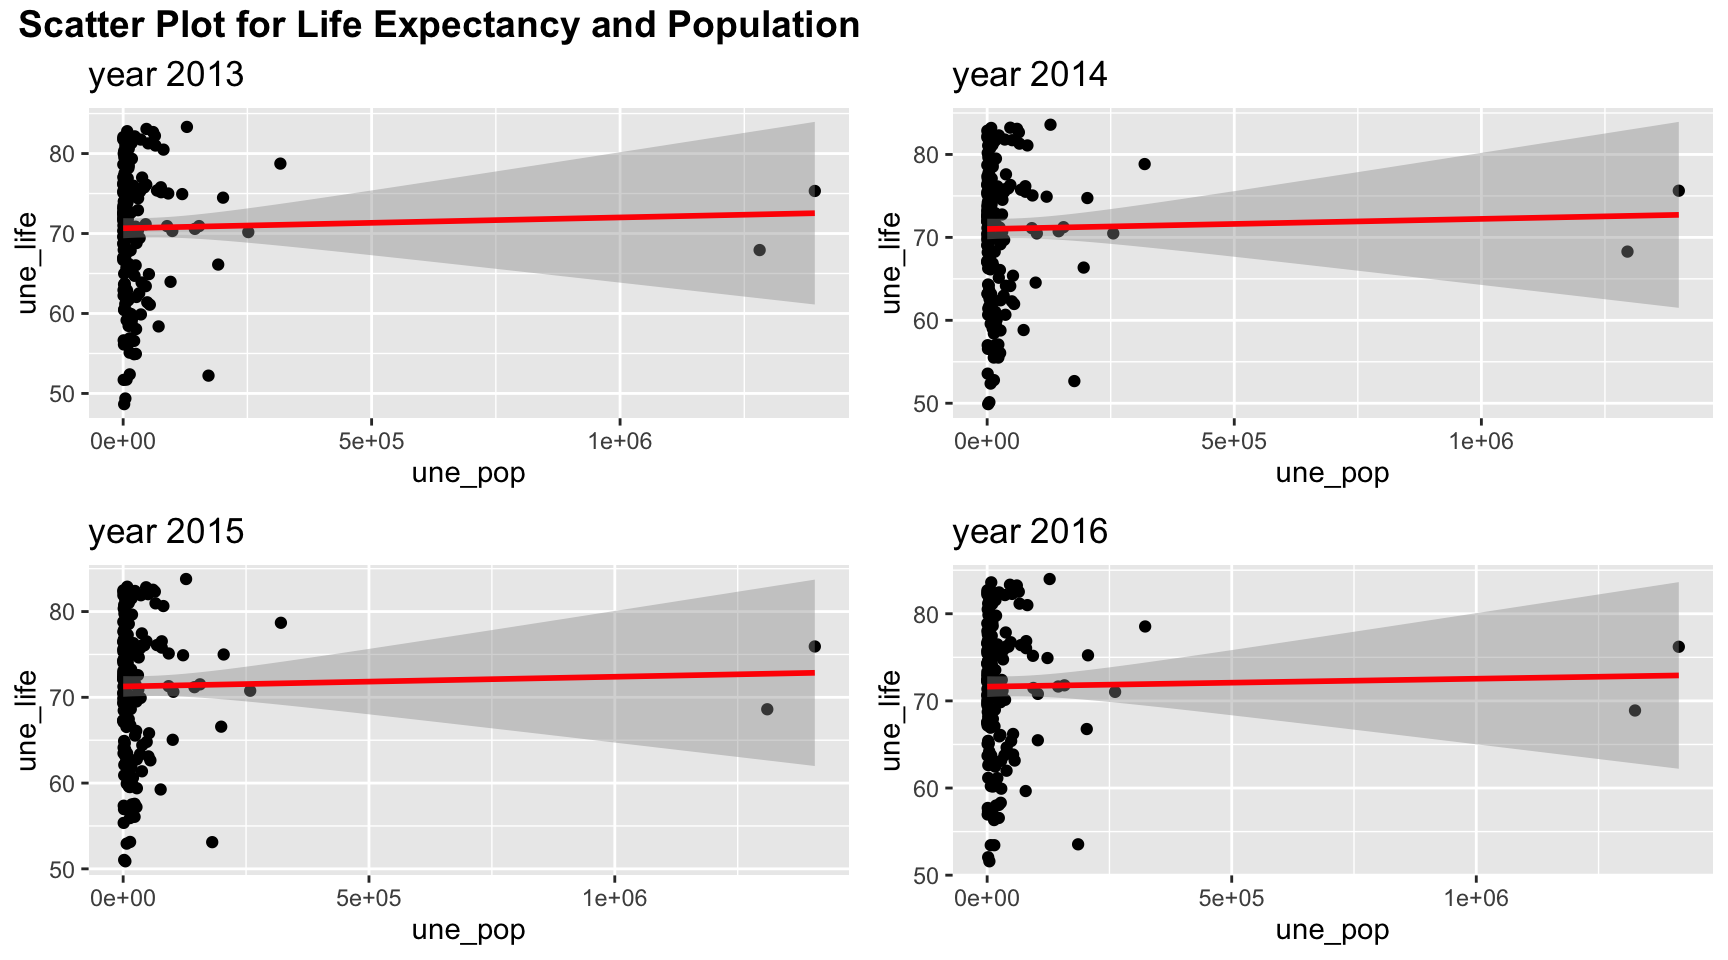 Scatter Plot for Life Expectancy and Population
year 2013
80
70
60
50
une_life
0e+00 5e+05 1e+06
une_pop
year 2014
80
70
60
50
une_life
0e+00 5e+05 1e+06
une_pop
year 2015
80
70
60
50
une_life
0e+00 5e+05 1e+06
une_pop
year 2016
80
70
60
50
une_life
0e+00 5e+05 1e+06
une_pop